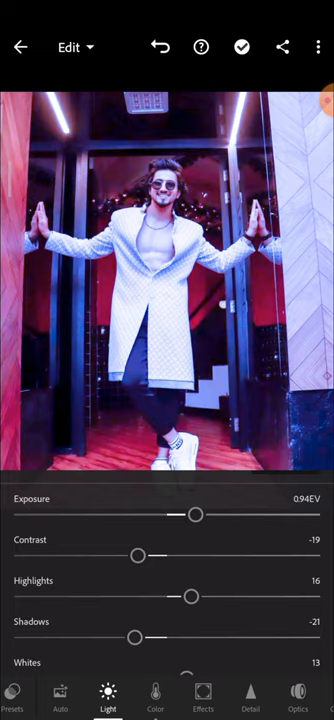 Edit
Exposure 0.94EV
Contrast -19
Highlights 16
Shadows -21
Whites 13
Presets Auto Light Color Effects Detail Optics